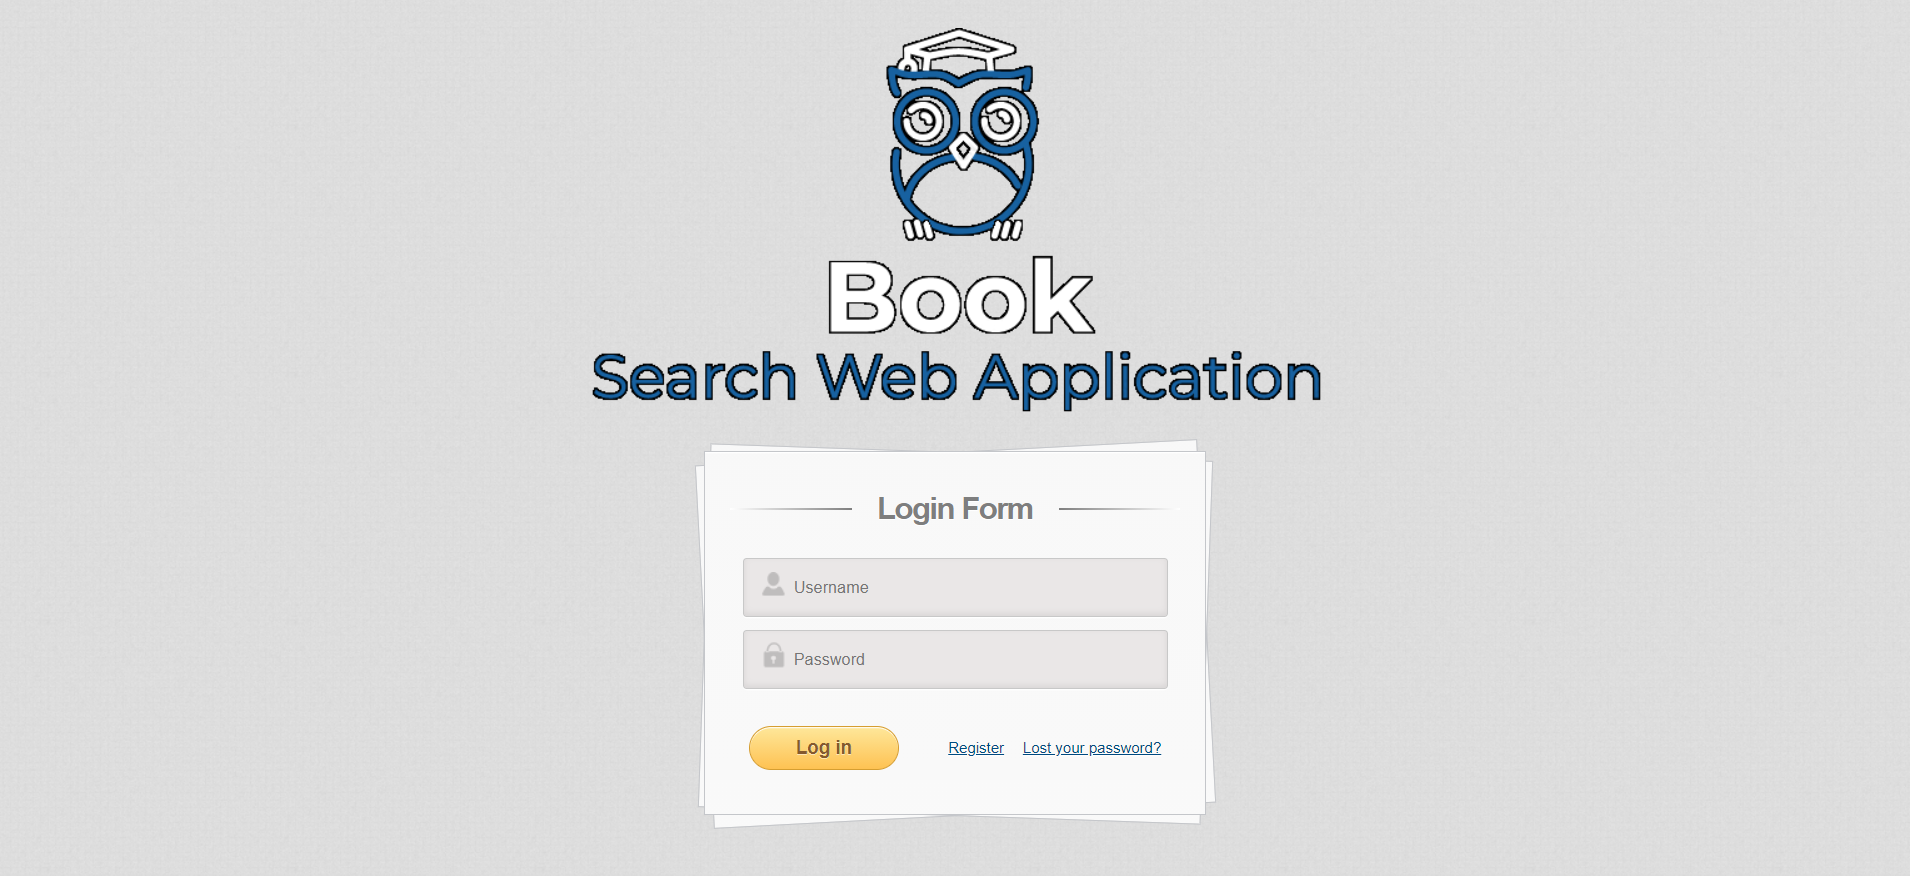 Book
Search Web Application
Login Form
Username
Password
Log in Register Lost your password?